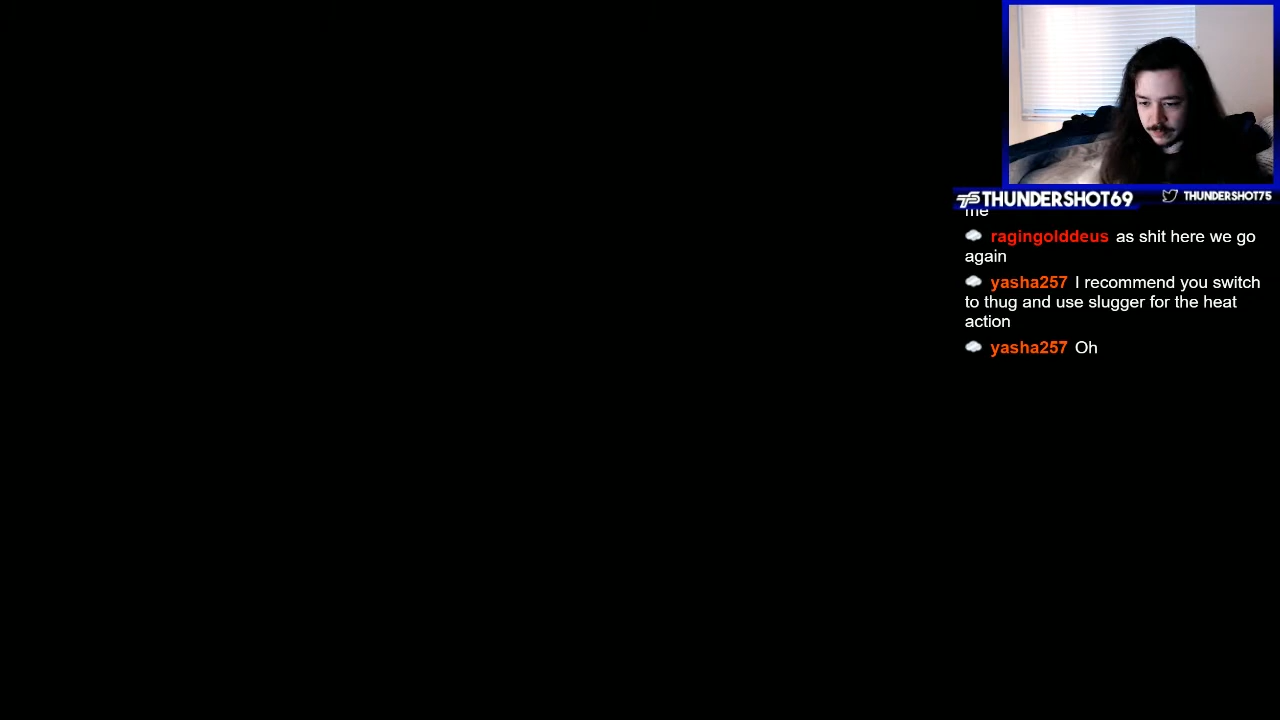 THUNDERSHOT69
THUNDERSHOT75
me
ragingolddeus as shit here we go
again
yasha257 I recommend you switch
to thug and use slugger for the heat
action
yasha257 Oh